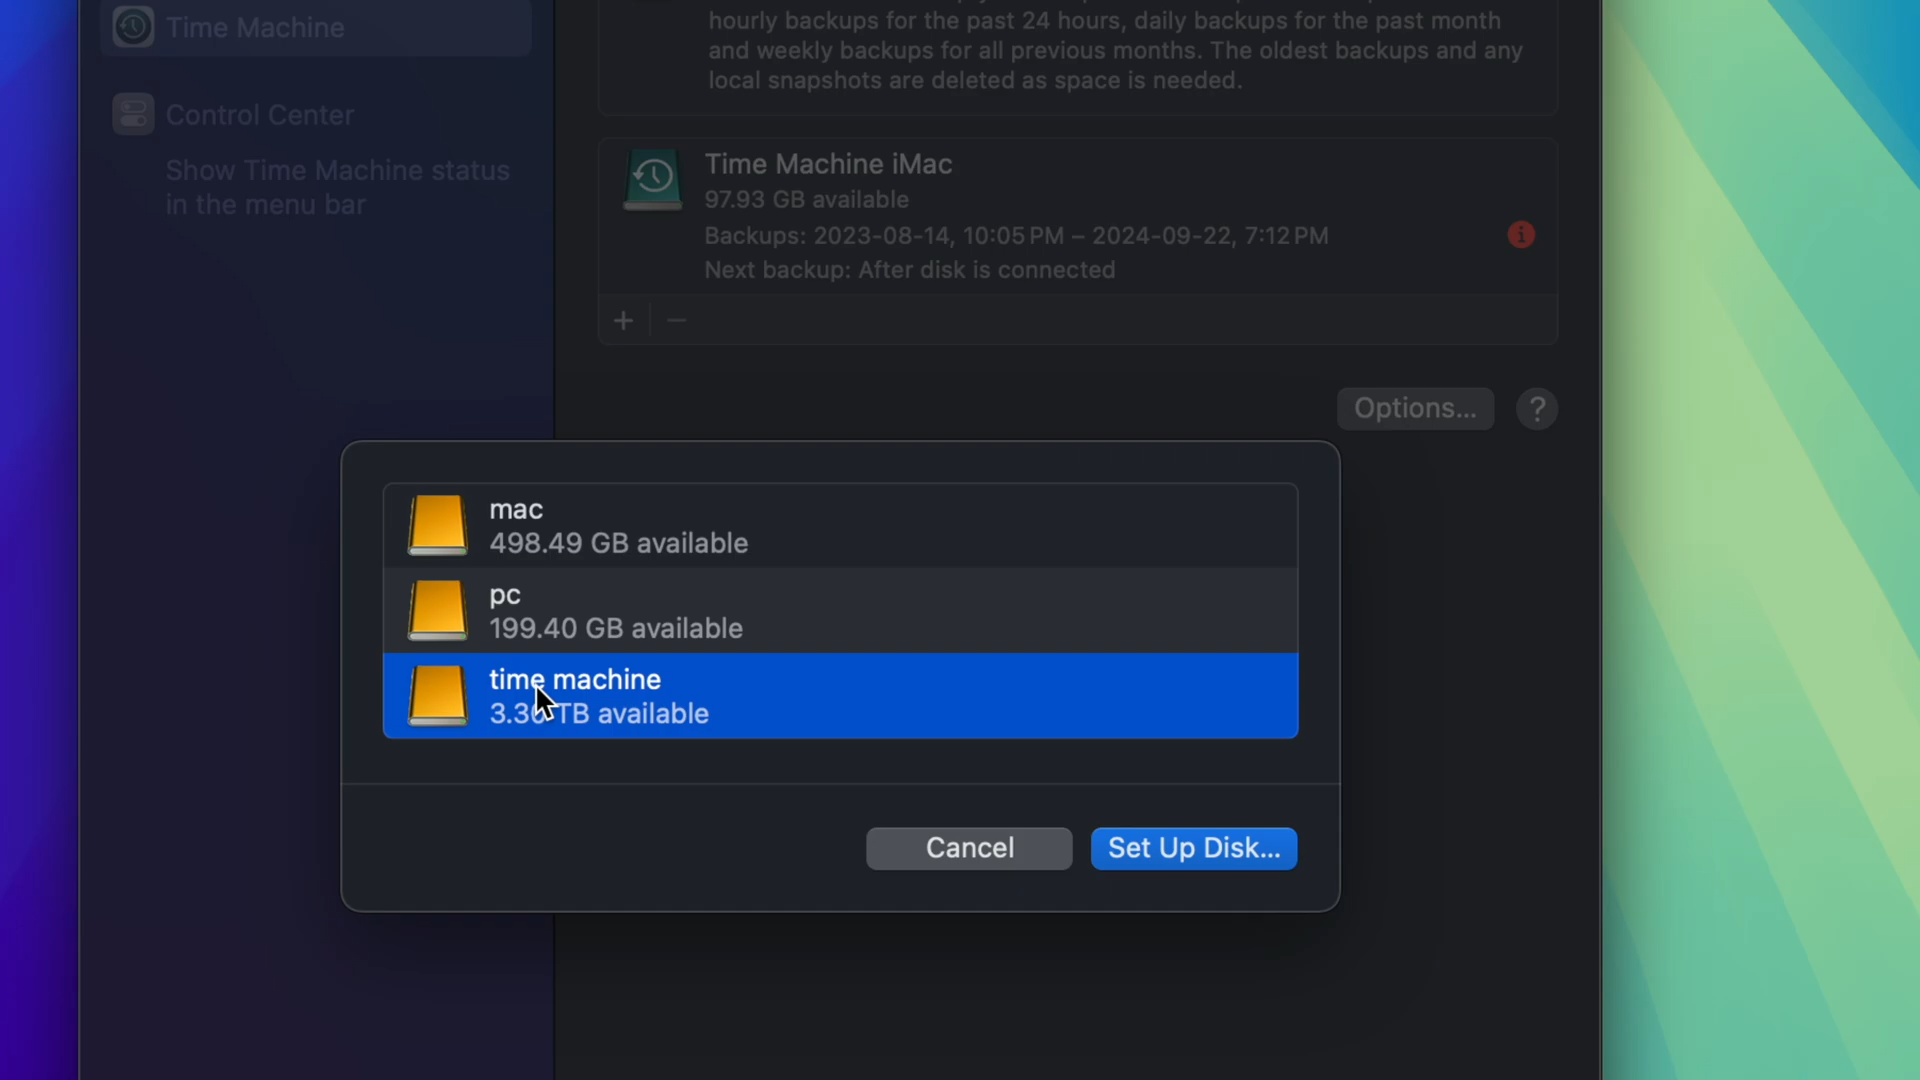 Time Machine
Control Center
Show Time Machine status
in the menu bar
hourly backups for the past 24 hours, daily backups for the past month
and weekly backups for all previous months. The oldest backups and any
local snapshots are deleted as space is needed.
Time Machine iMac
97.93 GB available
Backups: 2023-08-14, 10:05 PM – 2024-09-22, 7:12 PM
Next backup: After disk is connected
+ −
Options... ?
mac
498.49 GB available
pc
199.40 GB available
time machine
TB available
Cancel Set Up Disk...